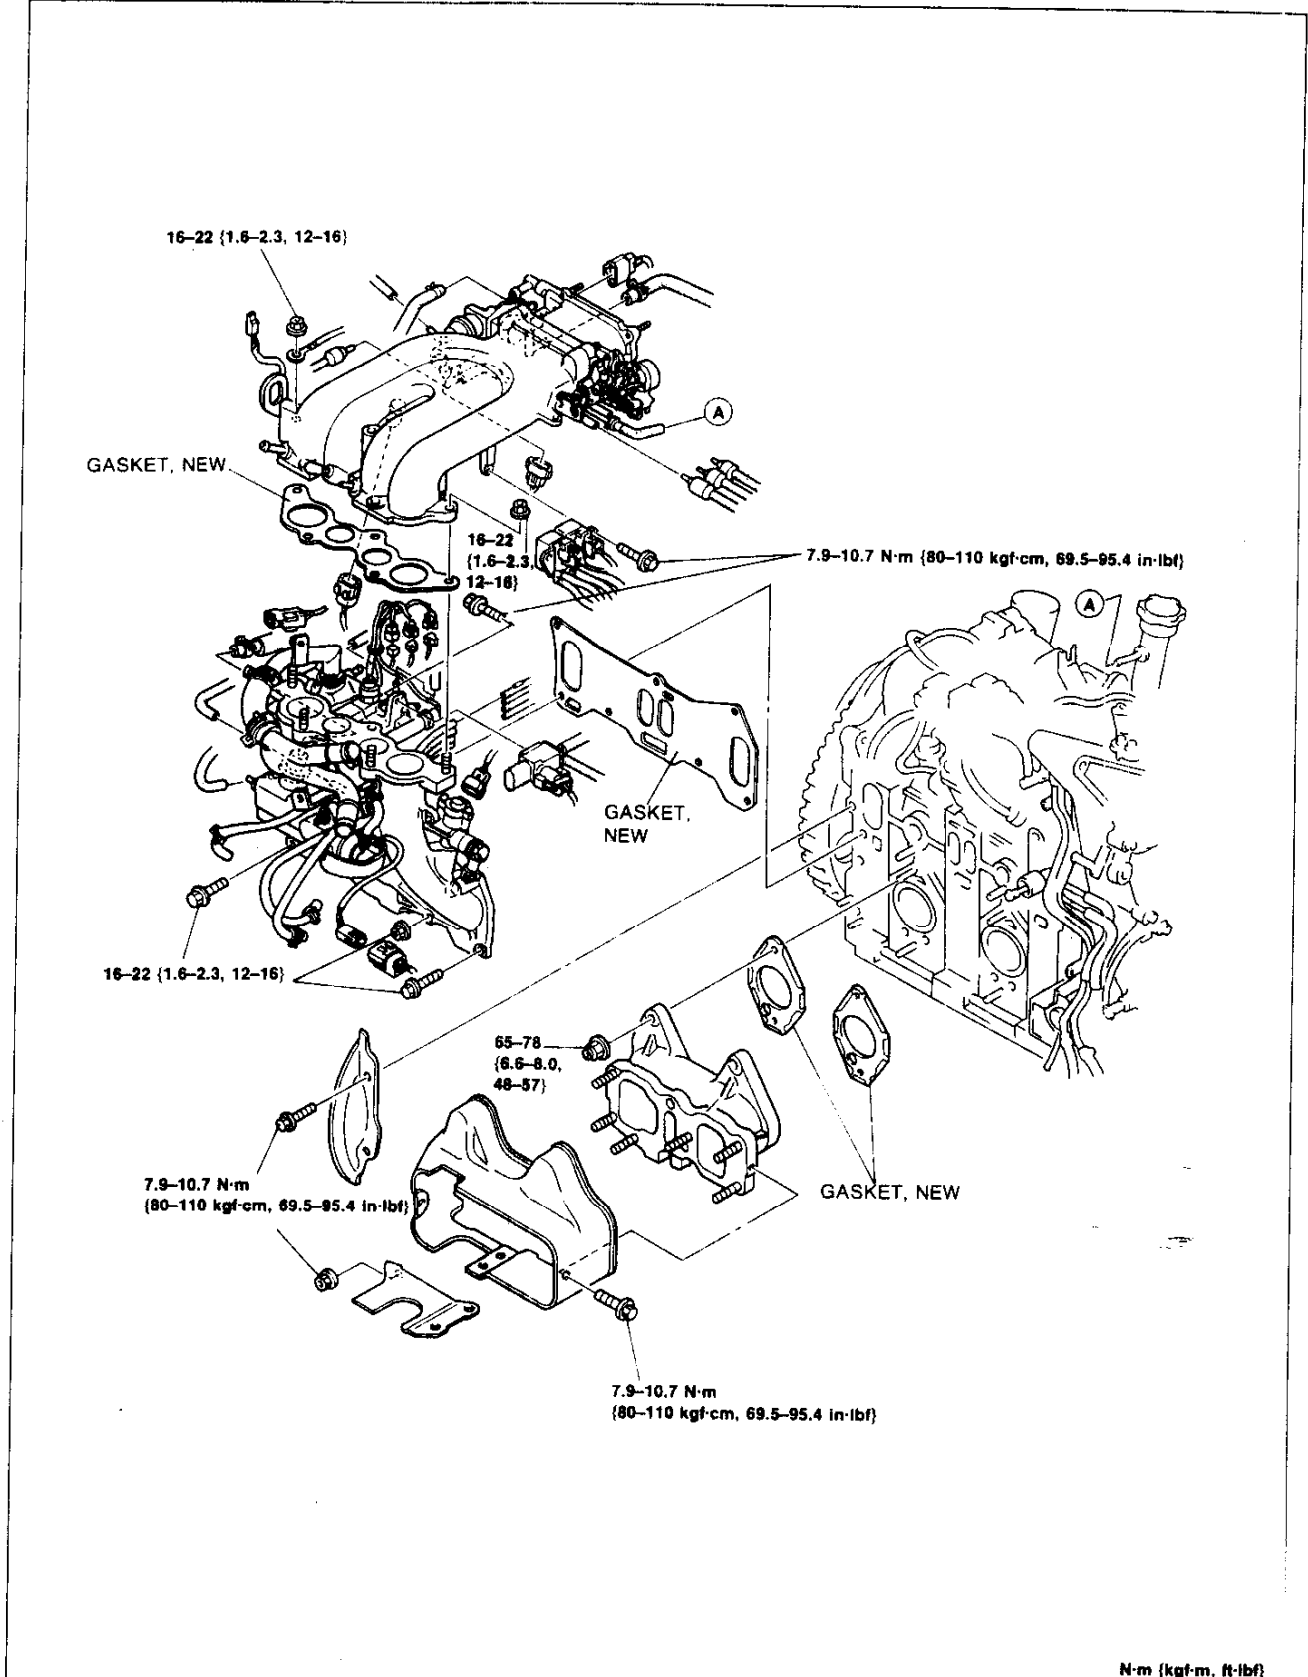 16–22 {1.6–2.3, 12–16}
A
GASKET, NEW
16–22
{1.6–2.3,
12–16}
7.9–10.7 N·m {80–110 kgf·cm, 69.5–95.4 in·lbf}
A
GASKET,
NEW
16–22 {1.6–2.3, 12–16}
65–78
{6.6–8.0,
48–57}
7.9–10.7 N·m
{80–110 kgf·cm, 69.5–95.4 in·lbf}
GASKET, NEW
7.9–10.7 N·m
{80–110 kgf·cm, 69.5–95.4 in·lbf}
N·m {kgf·m, ft·lbf}